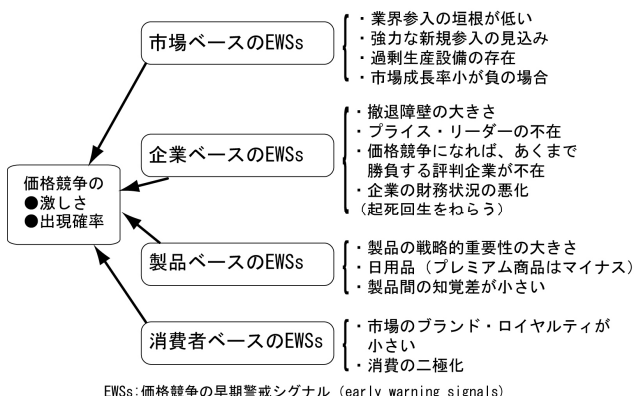 市場ベースのEWSs
・業界参入の垣根が低い
・強力な新規参入の見込み
・過剰生産設備の存在
・市場成長率小が負の場合
企業ベースのEWSs
・撤退障壁の大きさ
・プライス・リーダーの不在
・価格競争になれば、あくまで
勝負する評判企業が不在
・企業の財務状況の悪化
(起死回生をねらう)
価格競争の
●激しさ
●出現確率
製品ベースのEWSs
・製品の戦略的重要性の大きさ
・日用品(プレミアム商品はマイナス)
・製品間の知覚差が小さい
消費者ベースのEWSs
・市場のブランド・ロイヤルティが
小さい
・消費の二極化
EWSs:価格競争の早期警戒シグナル(early warning signals)